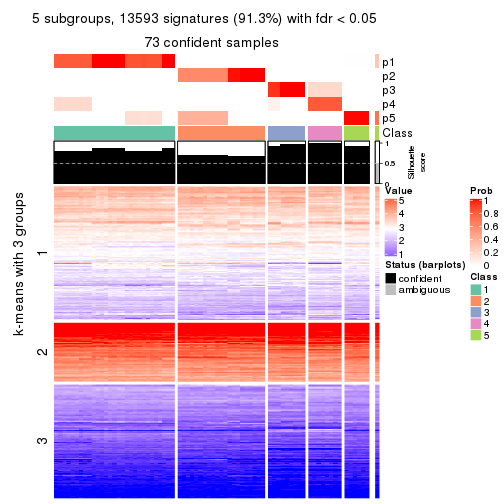 5 subgroups, 13593 signatures (91.3%) with fdr < 0.05
73 confident samples
p1
p2
p3
p4
p5
Class
1
0.5
0
Silhouette
score
k-means with 3 groups
1
2
3
Value
5
4
3
2
1
Status (barplots)
confident
ambiguous
Prob
1
0.8
0.6
0.4
0.2
0
Class
1
2
3
4
5